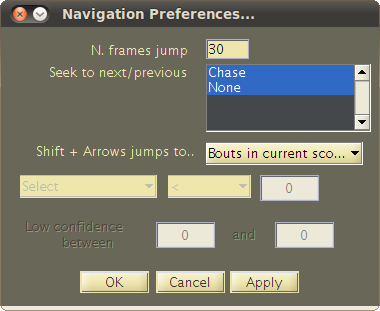 Navigation Preferences...
N. frames jump 30
Seek to next/previous Chase
None
Shift + Arrows jumps to.. Bouts in current sco...
Select < 0
Low confidence
between 0 and 0
OK Cancel Apply